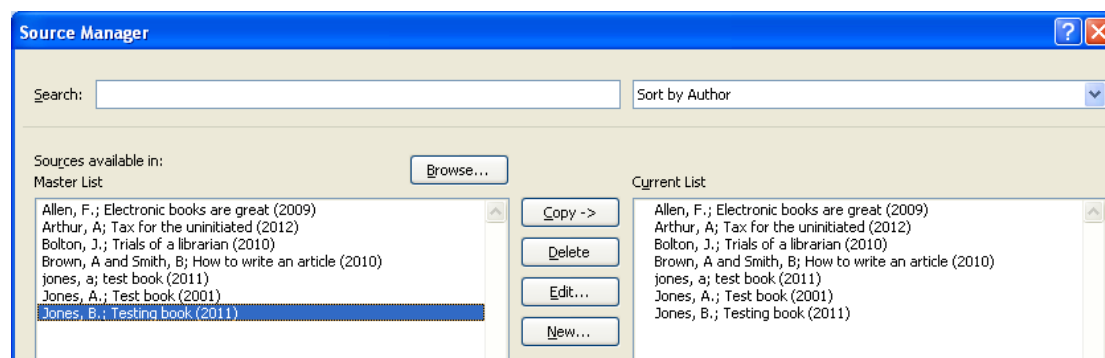 Source Manager
Search:
Sort by Author
Sources available in:
Master List
Browse...
Current List
Allen, F.; Electronic books are great (2009)
Arthur, A; Tax for the uninitiated (2012)
Bolton, J.; Trials of a librarian (2010)
Brown, A and Smith, B; How to write an article (2010)
jones, a; test book (2011)
Jones, A.; Test book (2001)
Jones, B.; Testing book (2011)
Copy ->
Delete
Edit...
New...
Allen, F.; Electronic books are great (2009)
Arthur, A; Tax for the uninitiated (2012)
Bolton, J.; Trials of a librarian (2010)
Brown, A and Smith, B; How to write an article (2010)
jones, a; test book (2011)
Jones, A.; Test book (2001)
Jones, B.; Testing book (2011)